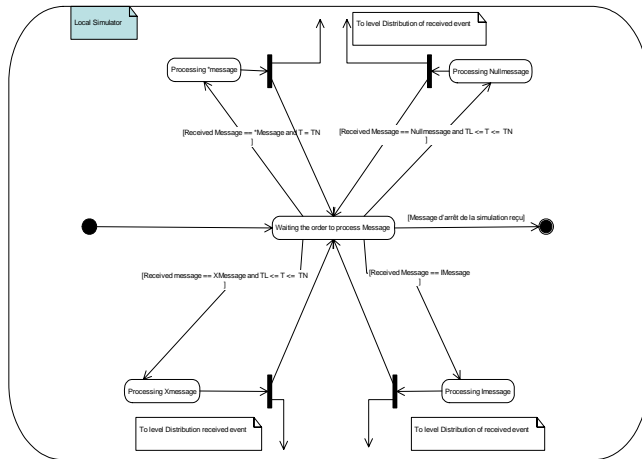 Local Simulator
To level Distribution of received event
Processing *message
Processing Nullmessage
[Received Message == *Message and T = TN
]
[Received Message == Nullmessage and TL <= T <= TN
]
Waiting the order to process Message
[Message d'arrêt de la simulation reçu]
[Received message == XMessage and TL <= T <= TN
]
[Received Message == IMessage
]
Processing Xmessage
Processing Imessage
To level Distribution received event
To level Distribution of received event